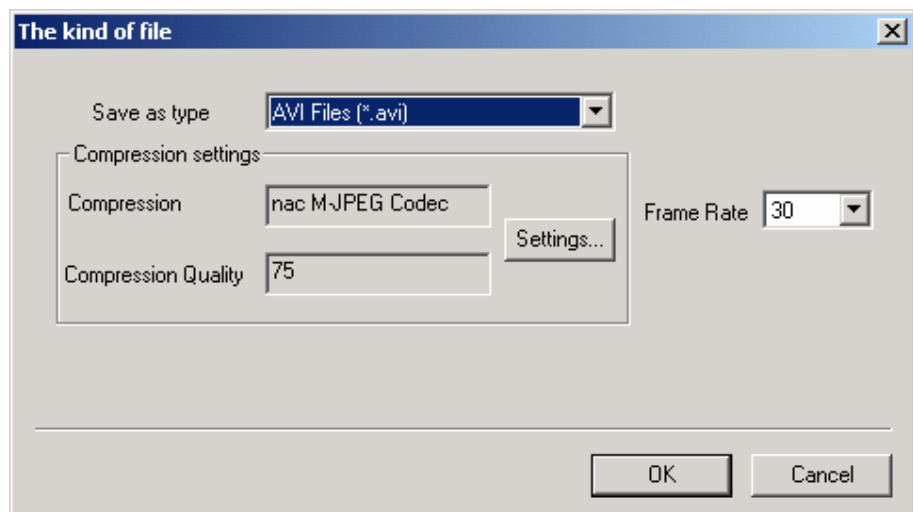 The kind of file
Save as type AVI Files (*.avi)
Compression settings
Compression nac M-JPEG Codec
Settings...
Frame Rate 30
Compression Quality 75
OK Cancel